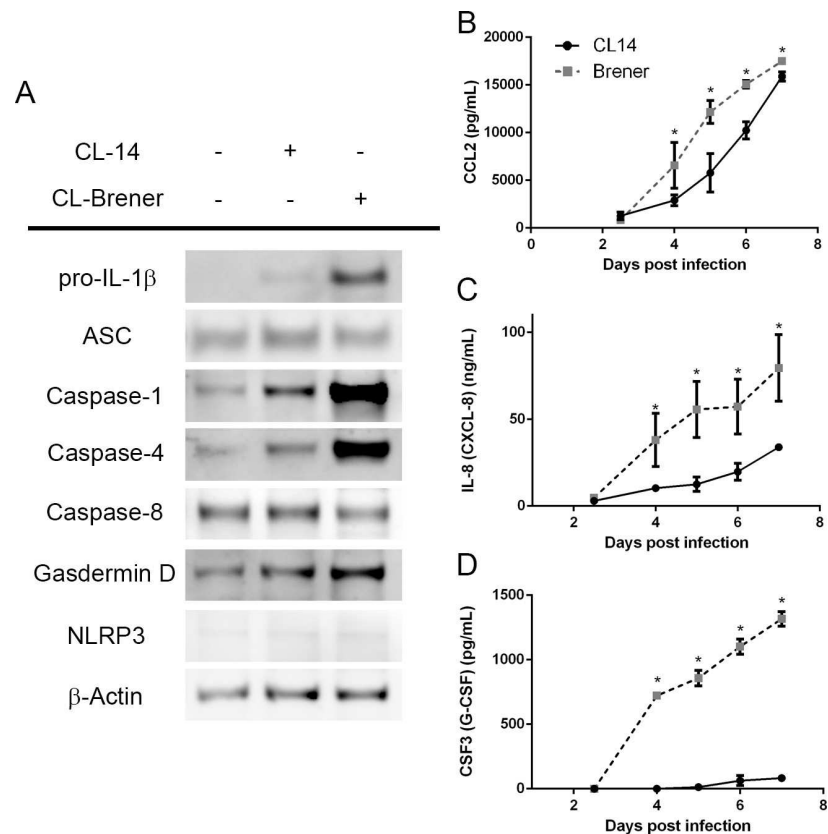 A
CL-14 - + -
CL-Brener - - +
pro-IL-1β
ASC
Caspase-1
Caspase-4
Caspase-8
Gasdermin D
NLRP3
β-Actin
B
CL14
Brener
CCL2 (pg/mL)
20000
15000
10000
5000
0
* * * *
0 2 4 6 8
Days post infection
C
IL-8 (CXCL-8) (ng/mL)
100
50
0
* * * *
2 4 6 8
Days post infection
D
CSF3 (G-CSF) (pg/mL)
1500
1000
500
0
* * * *
2 4 6 8
Days post infection